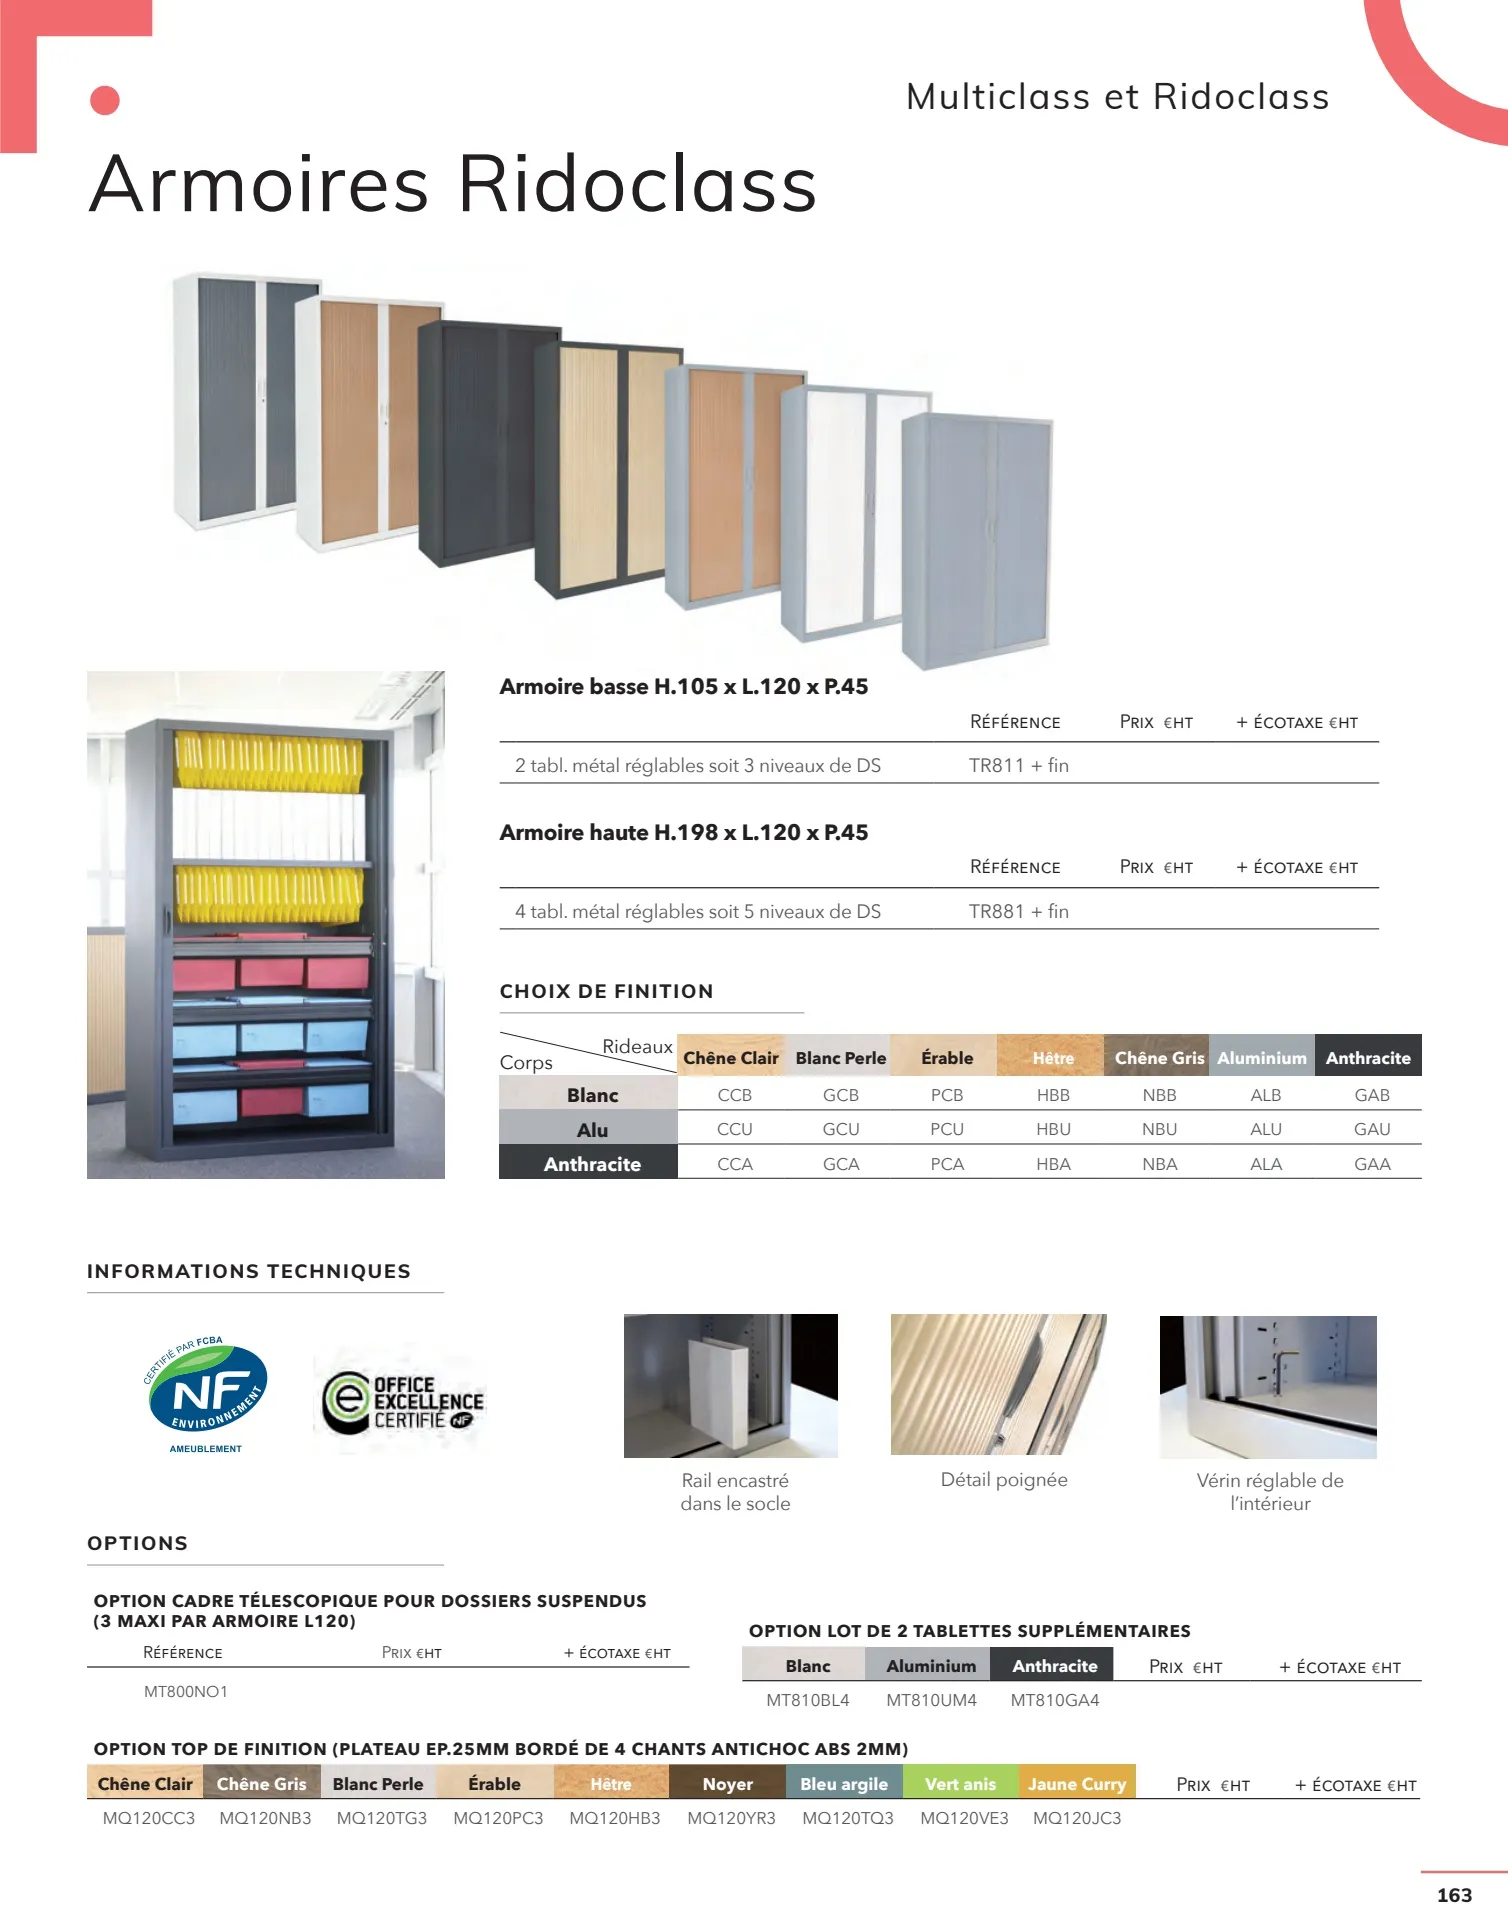 Multiclass et Ridoclass
Armoires Ridoclass
Armoire basse H.105 x L.120 x P.45
Référence Prix €HT + écotaxe €HT
2 tabl. métal réglables soit 3 niveaux de DS TR811 + fin
Armoire haute H.198 x L.120 x P.45
Référence Prix €HT + écotaxe €HT
4 tabl. métal réglables soit 5 niveaux de DS TR881 + fin
CHOIX DE FINITION
Corps Rideaux Chêne Clair Blanc Perle Érable Hêtre Chêne Gris Aluminium Anthracite
Blanc CCB GCB PCB HBB NBB ALB GAB
Alu CCU GCU PCU HBU NBU ALU GAU
Anthracite CCA GCA PCA HBA NBA ALA GAA
INFORMATIONS TECHNIQUES
CERTIFIÉ PAR FCBA
NF
ENVIRONNEMENT
AMEUBLEMENT
e OFFICE
EXCELLENCE
CERTIFIÉ NF
Rail encastré
dans le socle
Détail poignée
Vérin réglable de
l'intérieur
OPTIONS
OPTION CADRE TÉLESCOPIQUE POUR DOSSIERS SUSPENDUS
(3 MAXI PAR ARMOIRE L120)
Référence Prix €HT + écotaxe €HT
MT800NO1
OPTION LOT DE 2 TABLETTES SUPPLÉMENTAIRES
Blanc Aluminium Anthracite Prix €HT + écotaxe €HT
MT810BL4 MT810UM4 MT810GA4
OPTION TOP DE FINITION (PLATEAU EP.25MM BORDÉ DE 4 CHANTS ANTICHOC ABS 2MM)
Chêne Clair Chêne Gris Blanc Perle Érable Hêtre Noyer Bleu argile Vert anis Jaune Curry Prix €HT + écotaxe €HT
MQ120CC3 MQ120NB3 MQ120TG3 MQ120PC3 MQ120HB3 MQ120YR3 MQ120TQ3 MQ120VE3 MQ120JC3
163